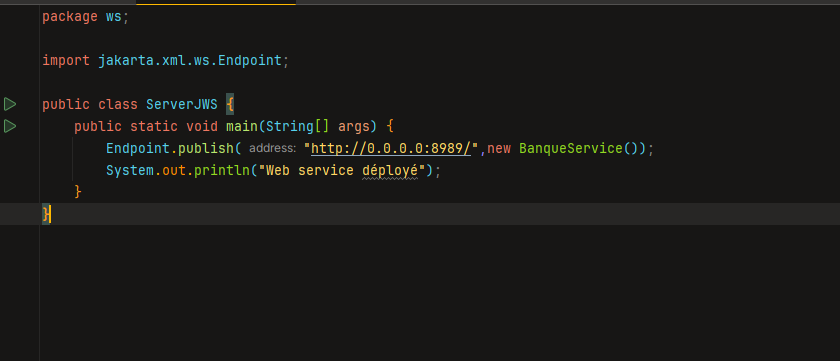 package ws;
import jakarta.xml.ws.Endpoint;
public class ServerJWS {
public static void main(String[] args) {
Endpoint.publish( address: "http://0.0.0.0:8989/",new BanqueService());
System.out.println("Web service déployé");
}
}